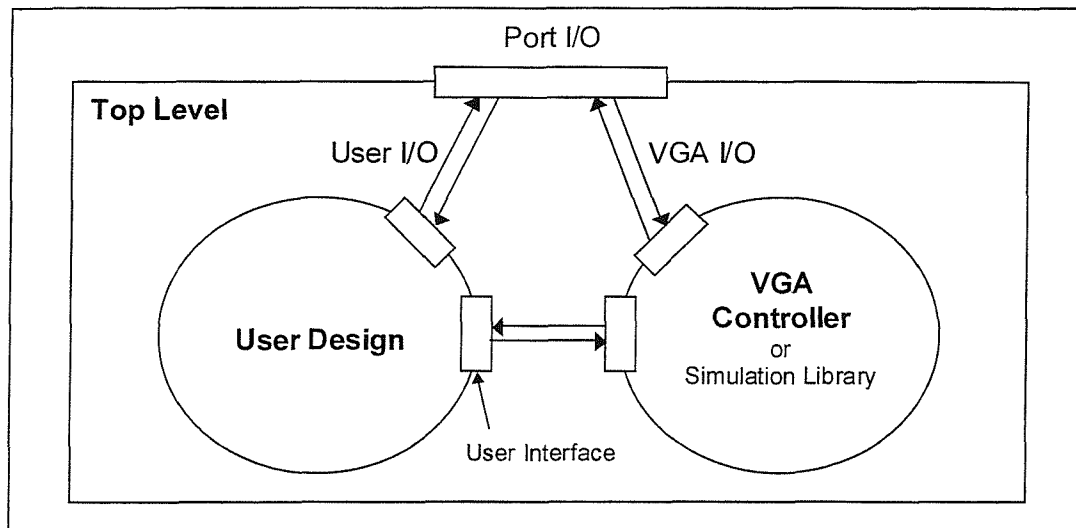 Port I/O
Top Level
User I/O
VGA I/O
User Design
VGA
Controller
or
Simulation Library
User Interface